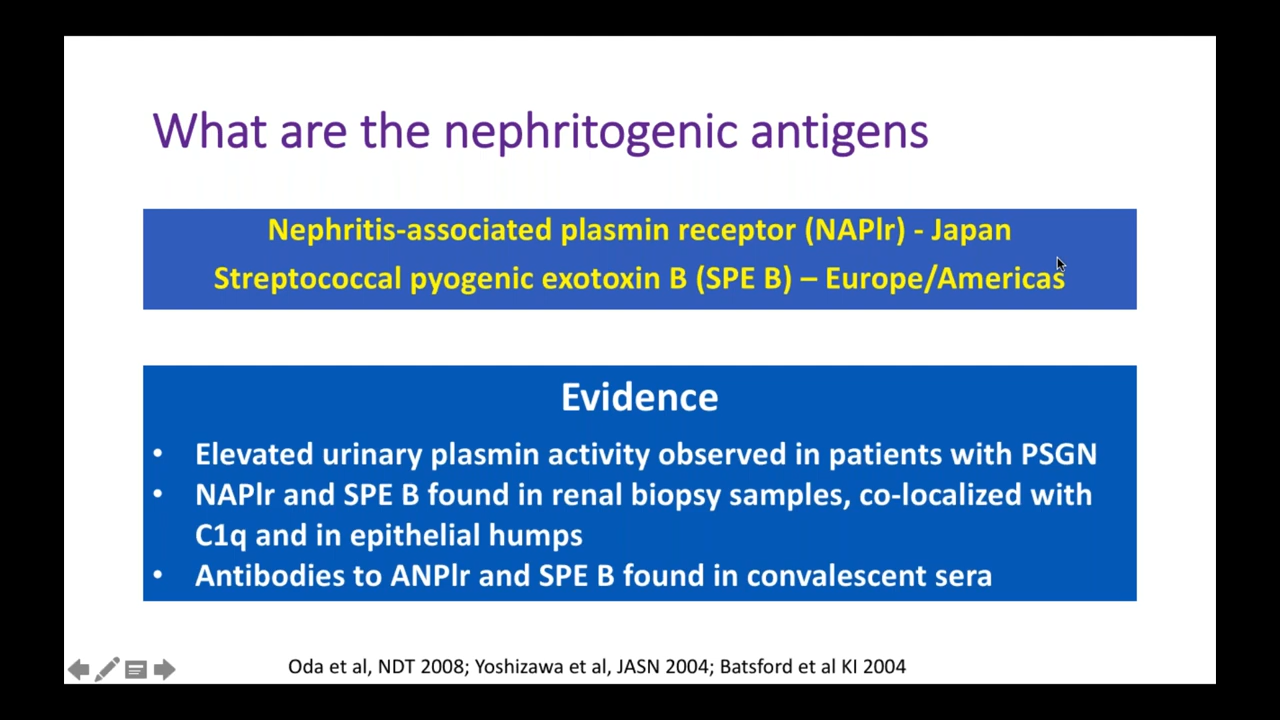 What are the nephritogenic antigens
Nephritis-associated plasmin receptor (NAPlr) - Japan
Streptococcal pyogenic exotoxin B (SPE B) – Europe/Americas
Evidence
• Elevated urinary plasmin activity observed in patients with PSGN
• NAPlr and SPE B found in renal biopsy samples, co-localized with
C1q and in epithelial humps
• Antibodies to ANPlr and SPE B found in convalescent sera
Oda et al, NDT 2008; Yoshizawa et al, JASN 2004; Batsford et al KI 2004